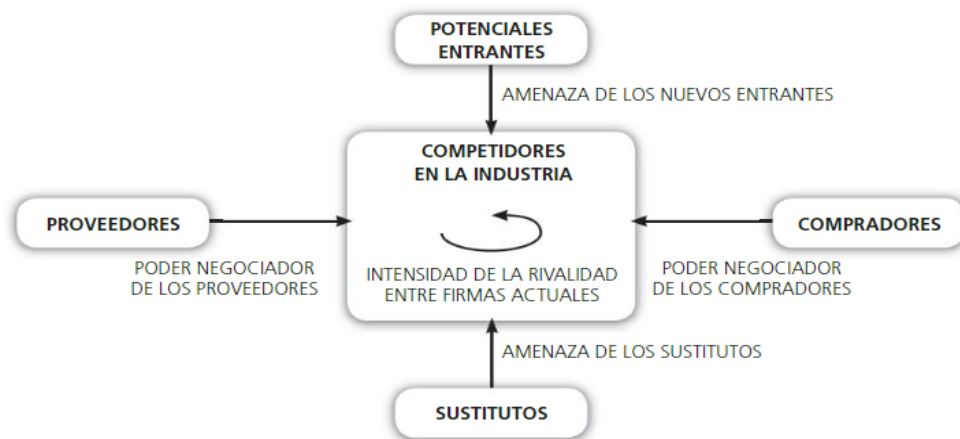 POTENCIALES
ENTRANTES
AMENAZA DE LOS NUEVOS ENTRANTES
COMPETIDORES
EN LA INDUSTRIA
PROVEEDORES
COMPRADORES
PODER NEGOCIADOR
DE LOS PROVEEDORES
INTENSIDAD DE LA RIVALIDAD
ENTRE FIRMAS ACTUALES
PODER NEGOCIADOR
DE LOS COMPRADORES
AMENAZA DE LOS SUSTITUTOS
SUSTITUTOS